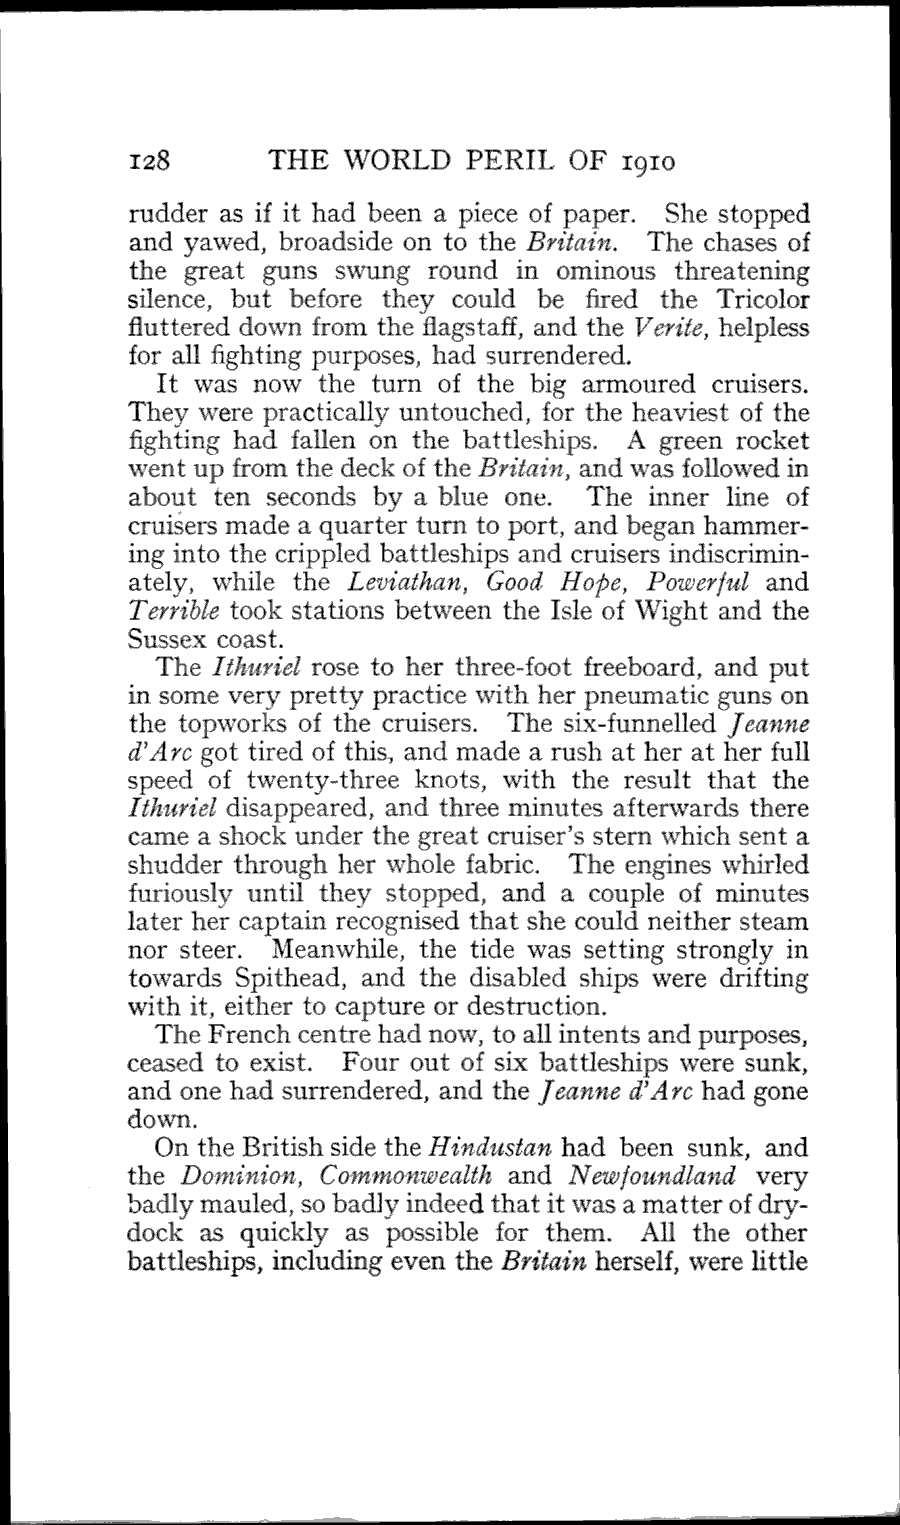 128 THE WORLD PERIL OF 1910
rudder as if it had been a piece of paper. She stopped
and yawed, broadside on to the Britain. The chases of
the great guns swung round in ominous threatening
silence, but before they could be fired the Tricolor
fluttered down from the flagstaff, and the Verite, helpless
for all fighting purposes, had surrendered.
It was now the turn of the big armoured cruisers.
They were practically untouched, for the heaviest of the
fighting had fallen on the battleships. A green rocket
went up from the deck of the Britain, and was followed in
about ten seconds by a blue one. The inner line of
cruisers made a quarter turn to port, and began hammer-
ing into the crippled battleships and cruisers indiscrimin-
ately, while the Leviathan, Good Hope, Powerful and
Terrible took stations between the Isle of Wight and the
Sussex coast.
The Ithuriel rose to her three-foot freeboard, and put
in some very pretty practice with her pneumatic guns on
the topworks of the cruisers. The six-funnelled Jeanne
d'Arc got tired of this, and made a rush at her at her full
speed of twenty-three knots, with the result that the
Ithuriel disappeared, and three minutes afterwards there
came a shock under the great cruiser's stern which sent a
shudder through her whole fabric. The engines whirled
furiously until they stopped, and a couple of minutes
later her captain recognised that she could neither steam
nor steer. Meanwhile, the tide was setting strongly in
towards Spithead, and the disabled ships were drifting
with it, either to capture or destruction.
The French centre had now, to all intents and purposes,
ceased to exist. Four out of six battleships were sunk,
and one had surrendered, and the Jeanne d'Arc had gone
down.
On the British side the Hindustan had been sunk, and
the Dominion, Commonwealth and Newfoundland very
badly mauled, so badly indeed that it was a matter of dry-
dock as quickly as possible for them. All the other
battleships, including even the Britain herself, were little